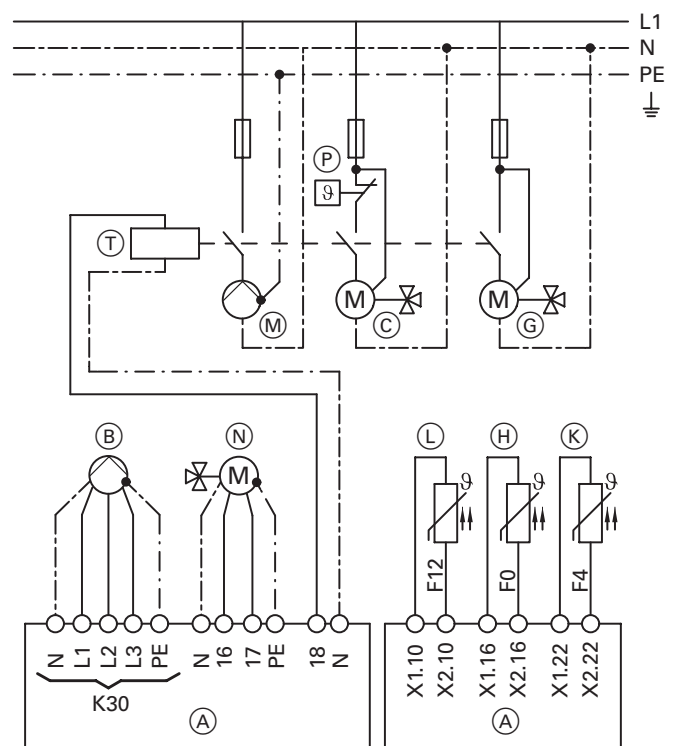 L1
N
PE
P
ϑ
T
M
M
C
M
G
B
N
M
L
H
K
ϑ
ϑ
ϑ
F12
F0
F4
N
L1
L2
L3
PE
N
16
17
PE
18
N
X1.10
X2.10
X1.16
X2.16
X1.22
X2.22
K30
A
A